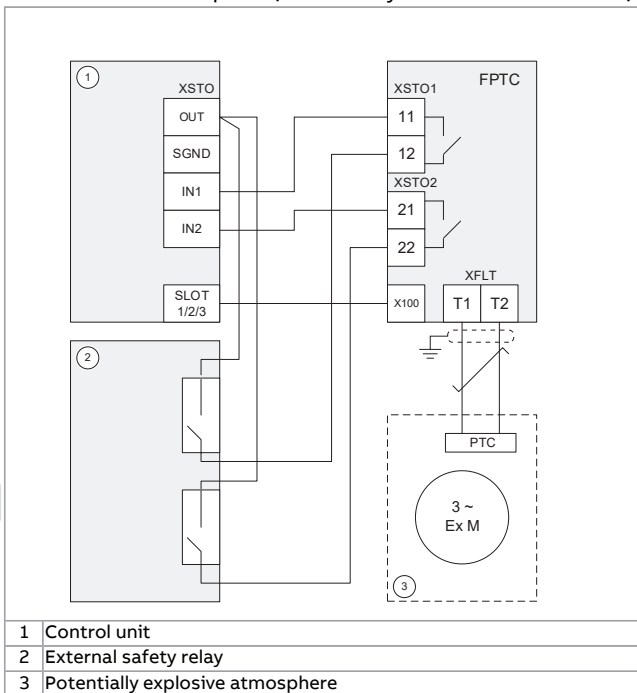 1
XSTO
OUT
SGND
IN1
IN2
SLOT
1/2/3
XSTO1
FPTC
11
12
XSTO2
21
22
XFLT
X100
T1
T2
2
PTC
3 ~
Ex M
3
1 Control unit
2 External safety relay
3 Potentially explosive atmosphere